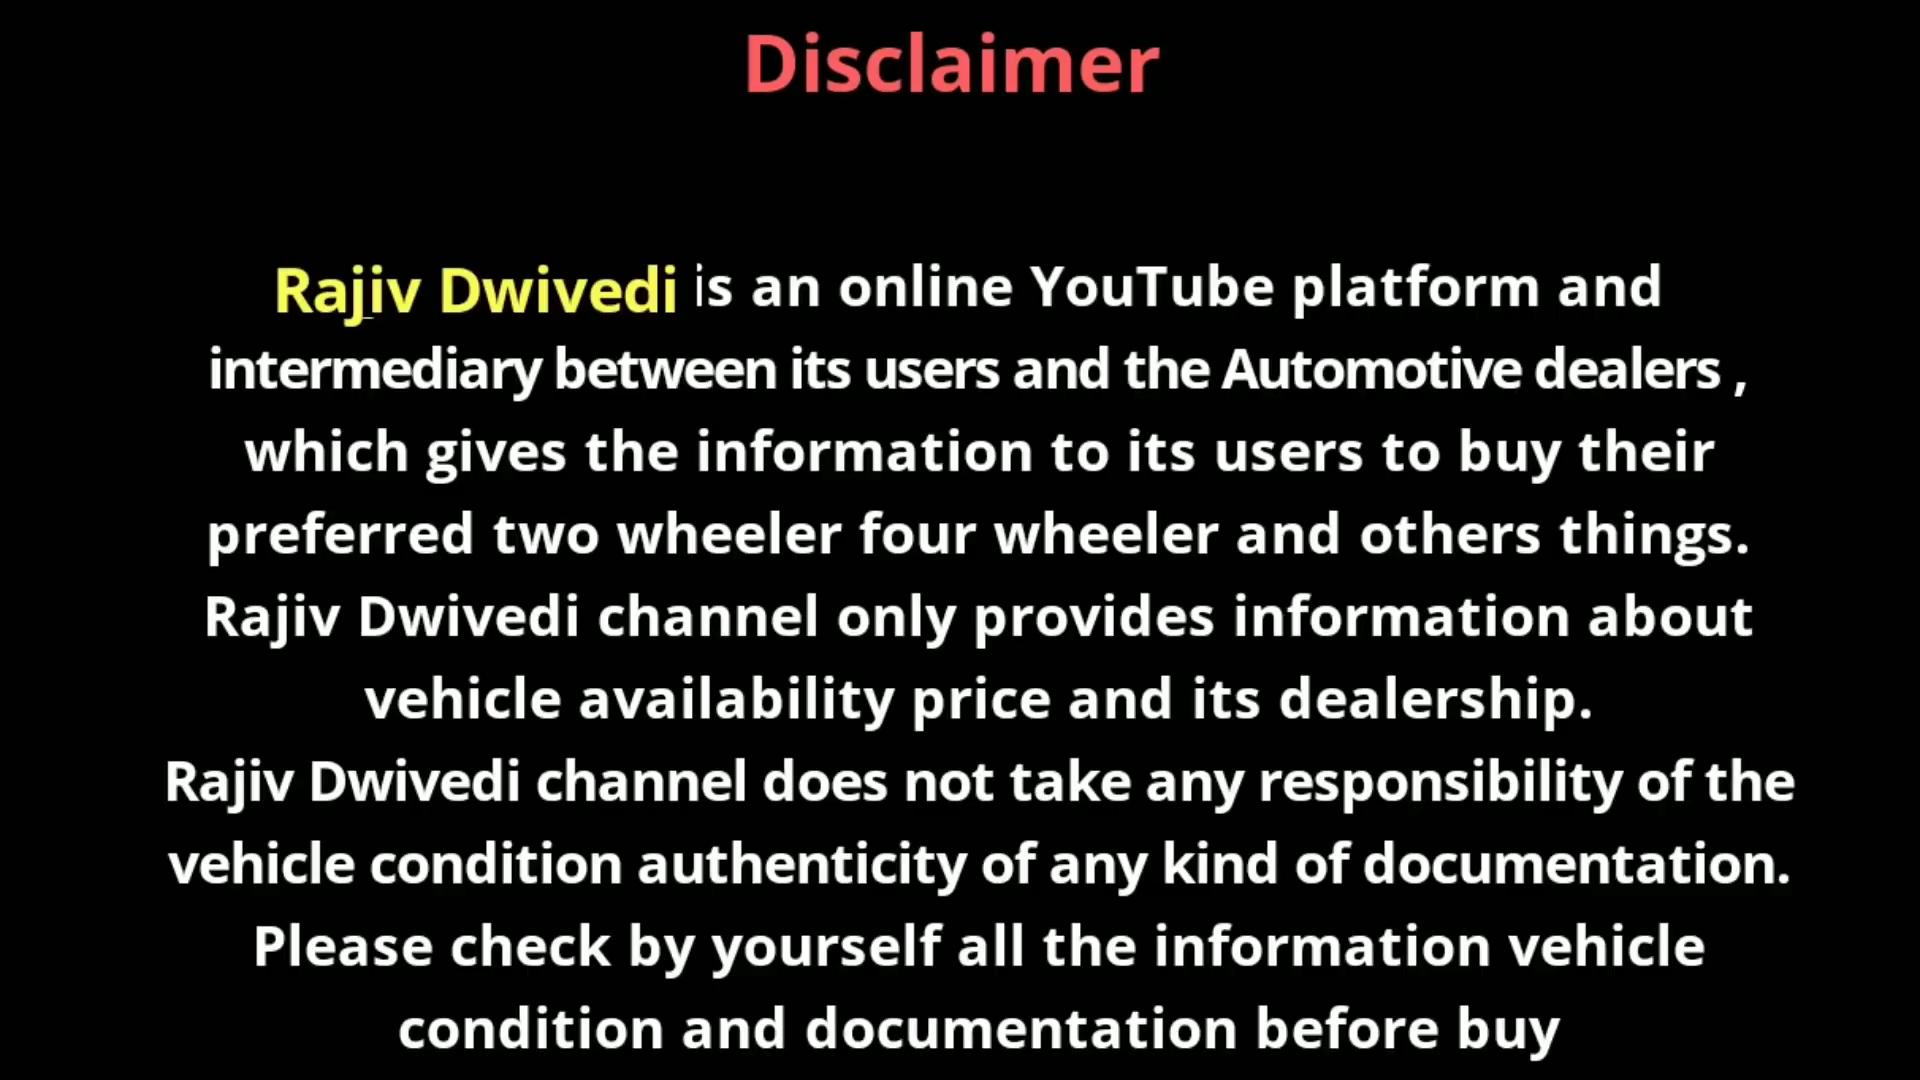 Disclaimer
Rajiv Dwivedi is an online YouTube platform and
intermediary between its users and the Automotive dealers ,
which gives the information to its users to buy their
preferred two wheeler four wheeler and others things.
Rajiv Dwivedi channel only provides information about
vehicle availability price and its dealership.
Rajiv Dwivedi channel does not take any responsibility of the
vehicle condition authenticity of any kind of documentation.
Please check by yourself all the information vehicle
condition and documentation before buy